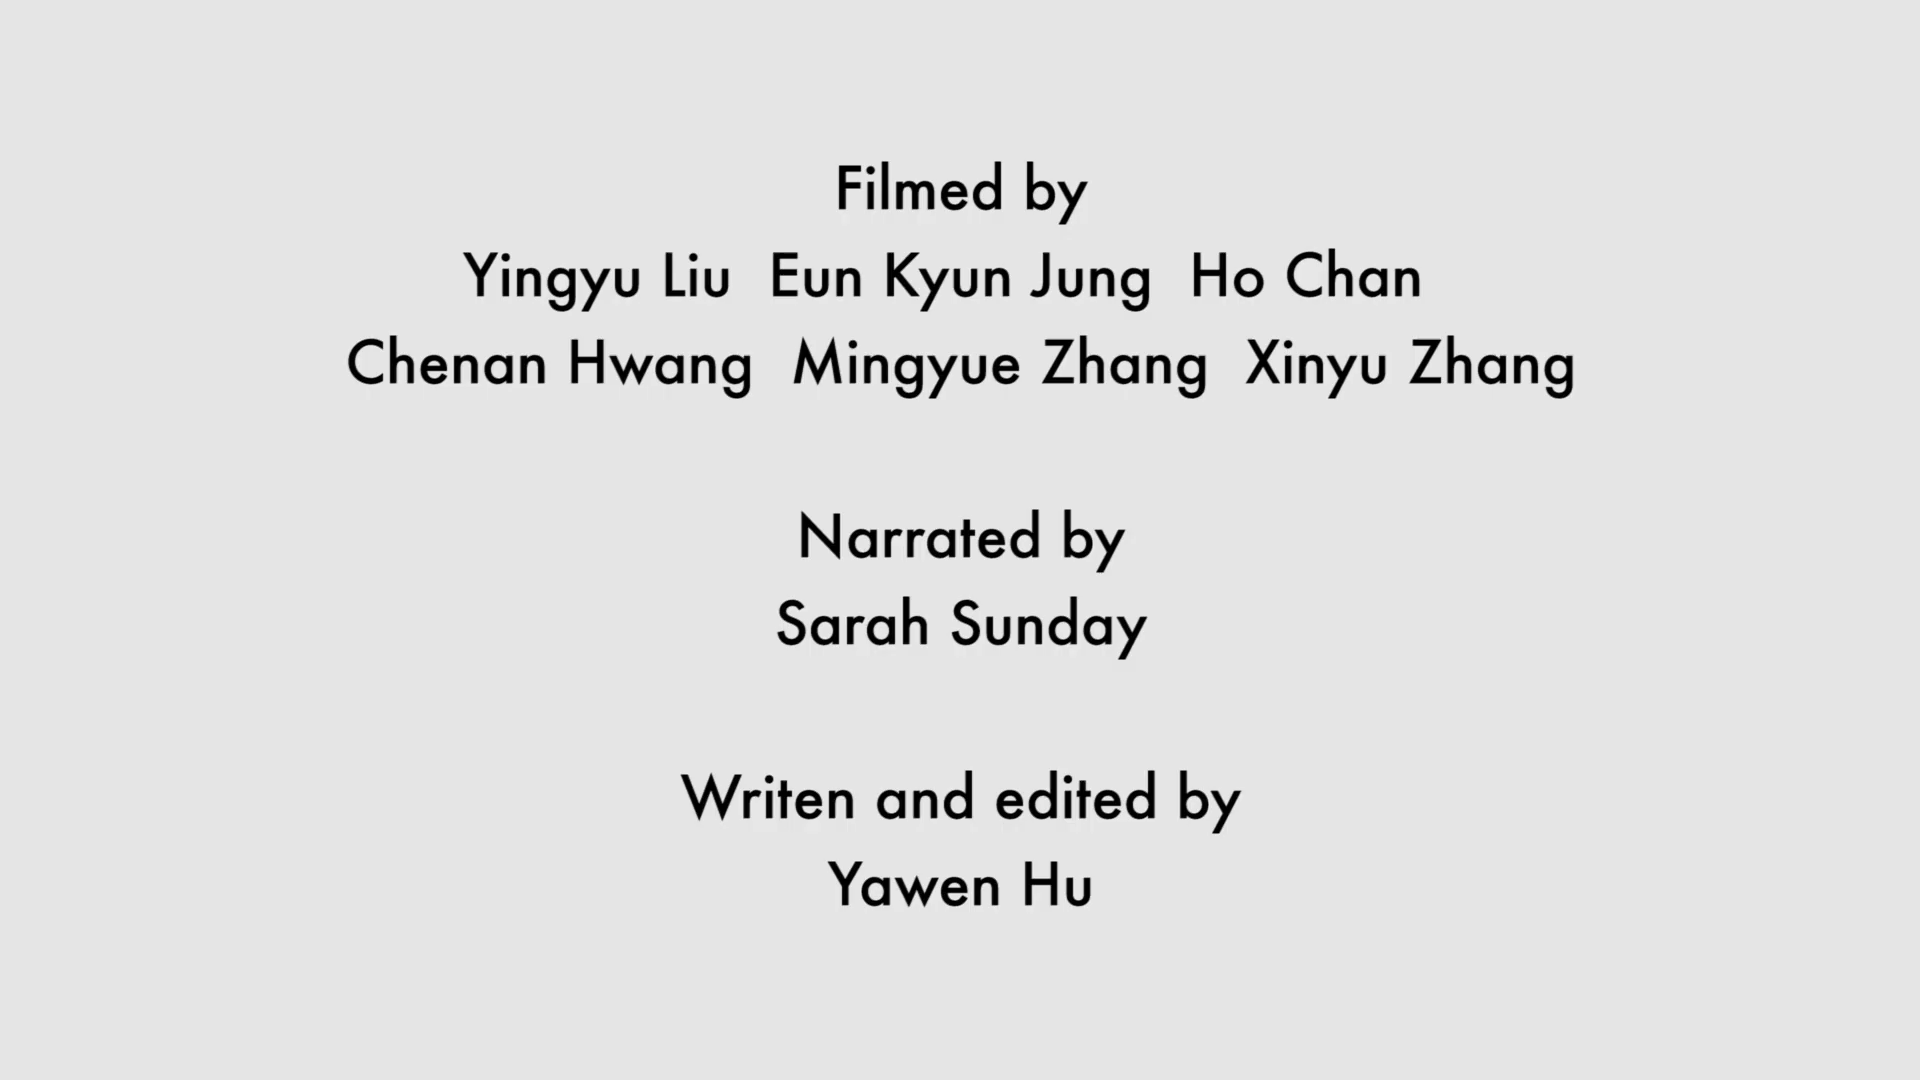 Filmed by
Yingyu Liu  Eun Kyun Jung  Ho Chan
Chenan Hwang  Mingyue Zhang  Xinyu Zhang
Narrated by
Sarah Sunday
Writen and edited by
Yawen Hu